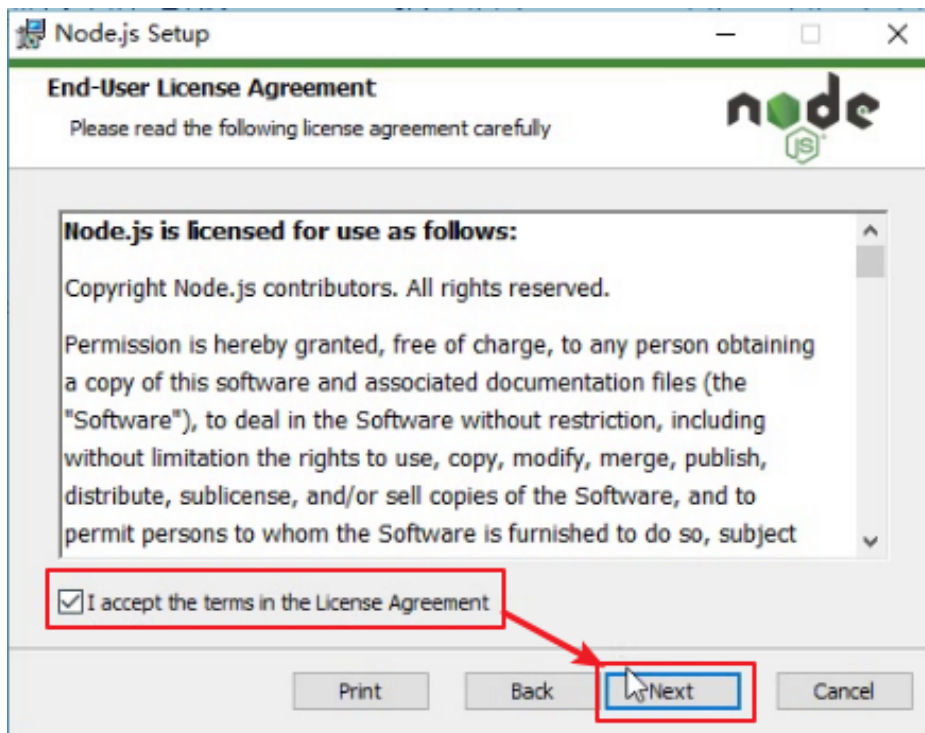 Node.js Setup
End-User License Agreement
Please read the following license agreement carefully
node
JS
Node.js is licensed for use as follows:
Copyright Node.js contributors. All rights reserved.
Permission is hereby granted, free of charge, to any person obtaining
a copy of this software and associated documentation files (the
"Software"), to deal in the Software without restriction, including
without limitation the rights to use, copy, modify, merge, publish,
distribute, sublicense, and/or sell copies of the Software, and to
permit persons to whom the Software is furnished to do so, subject
I accept the terms in the License Agreement
Print
Back
Next
Cancel